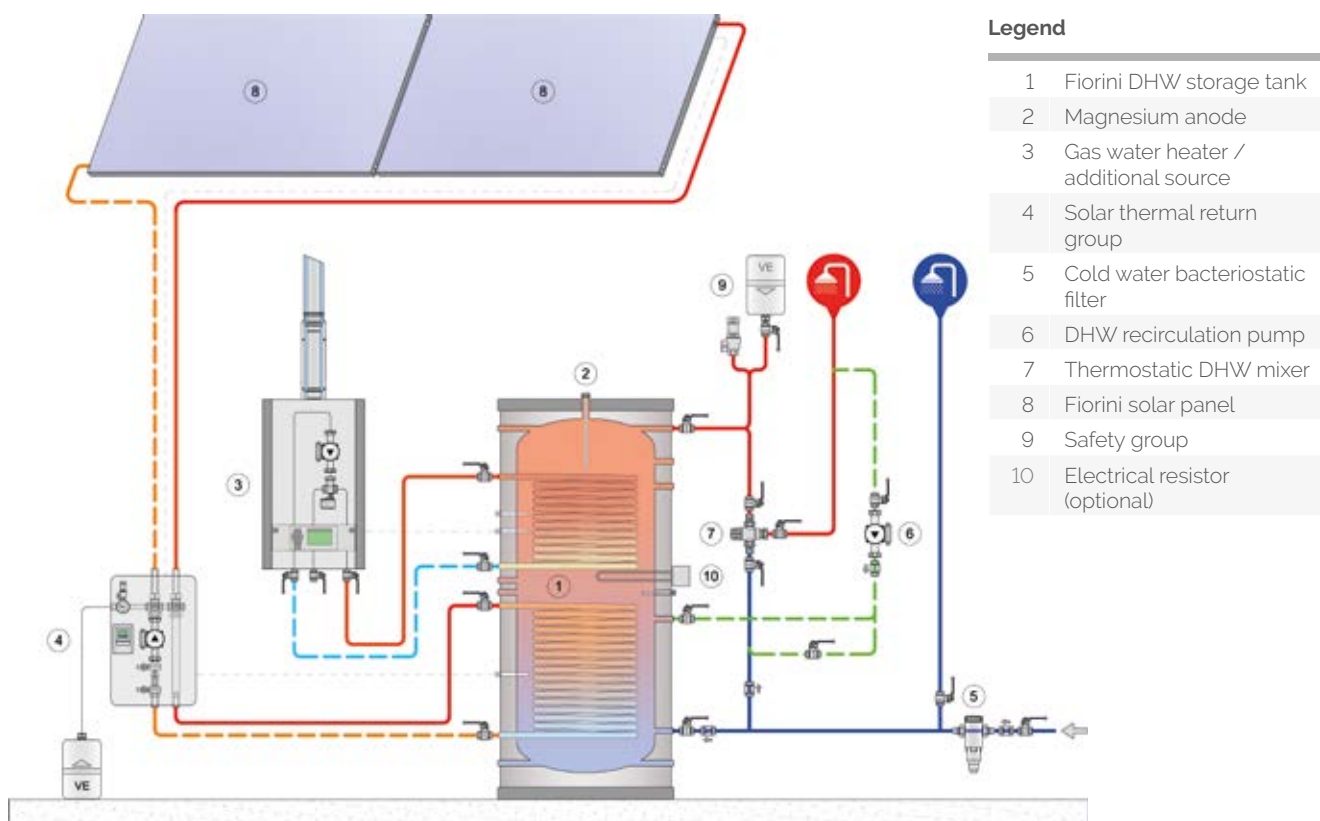 Legend
1 Fiorini DHW storage tank
2 Magnesium anode
3 Gas water heater /
additional source
4 Solar thermal return
group
5 Cold water bacteriostatic
filter
6 DHW recirculation pump
7 Thermostatic DHW mixer
8 Fiorini solar panel
9 Safety group
10 Electrical resistor
(optional)
8
8
9
VE
2
3
7
6
10
1
4
5
VE